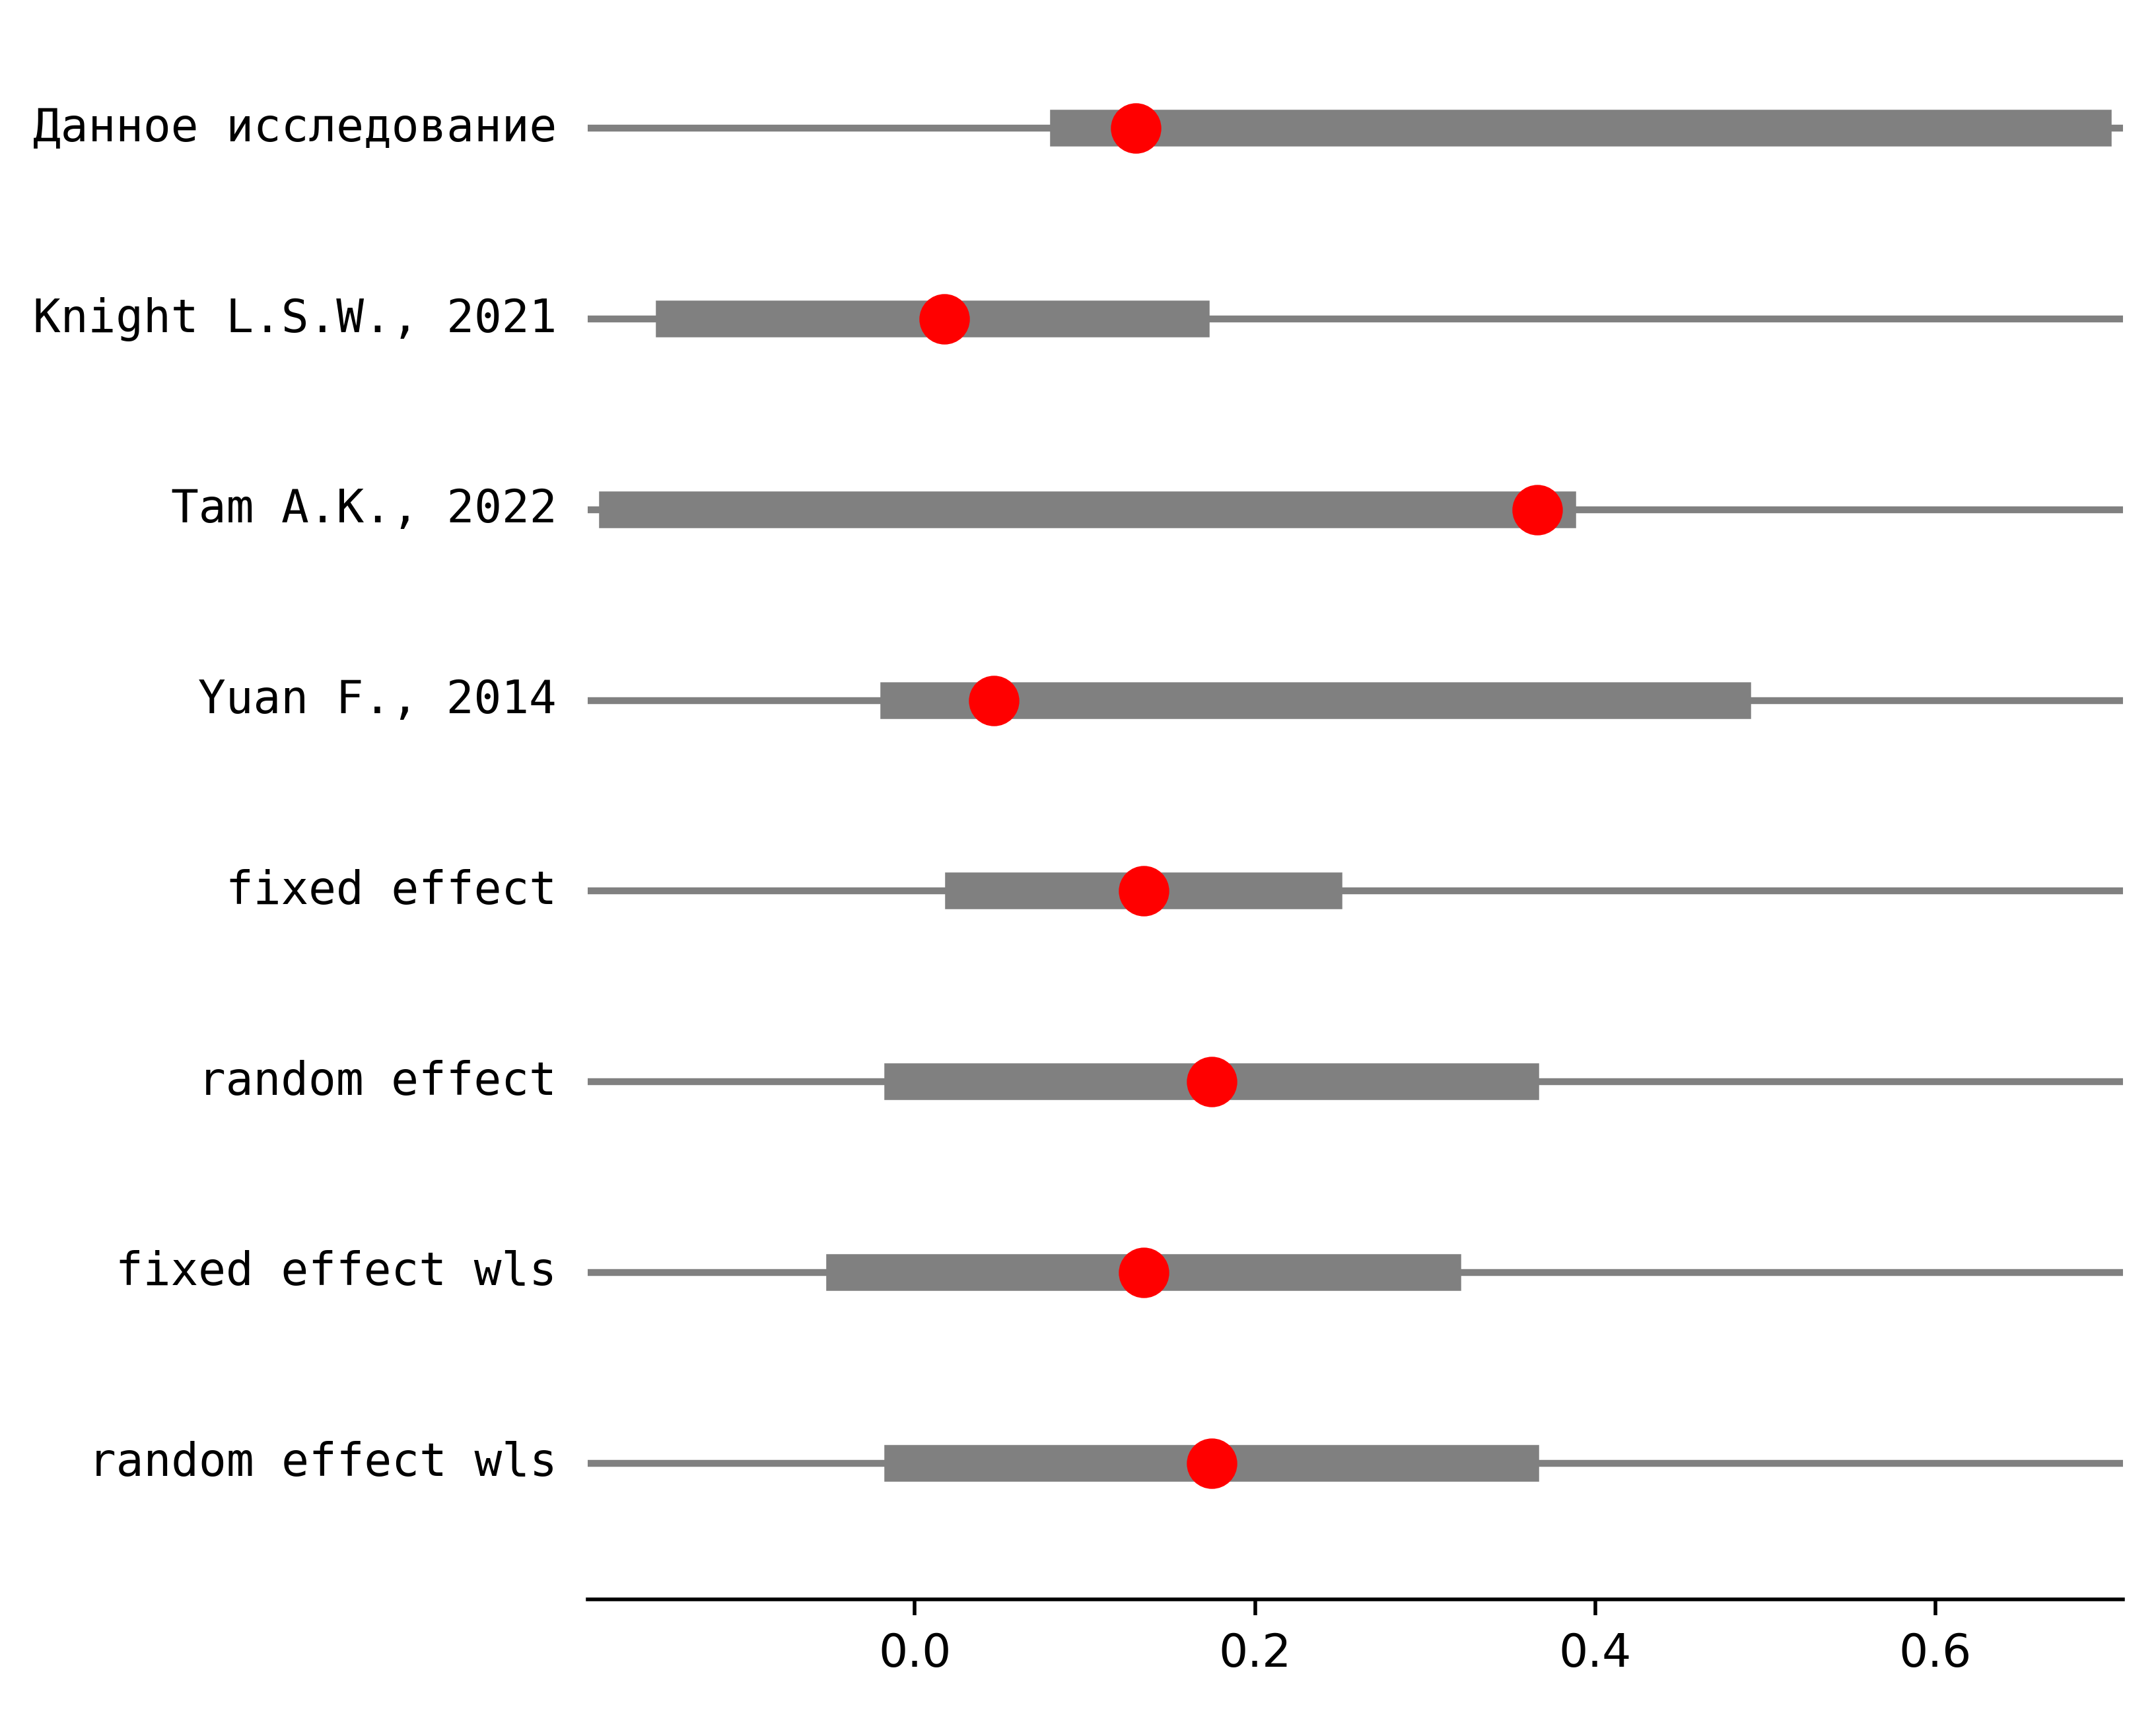 Данное исследование
Knight L.S.W., 2021
Tam A.K., 2022
Yuan F., 2014
fixed effect
random effect
fixed effect wls
random effect wls
0.0 0.2 0.4 0.6